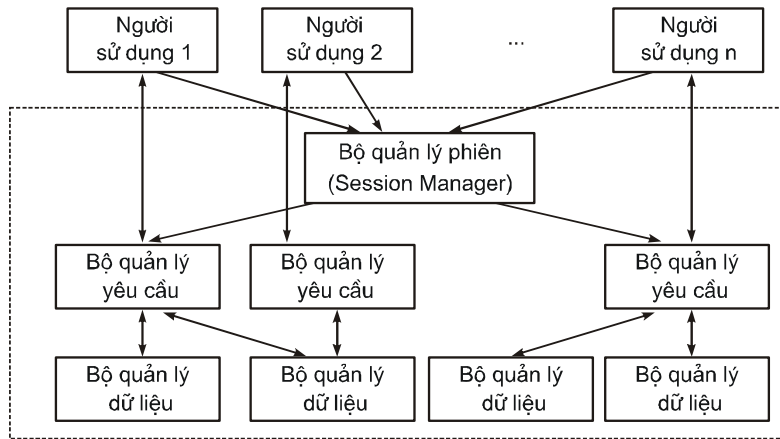 Người
sử dụng 1
Người
sử dụng 2
...
Người
sử dụng n
Bộ quản lý phiên
(Session Manager)
Bộ quản lý
yêu cầu
Bộ quản lý
yêu cầu
Bộ quản lý
yêu cầu
Bộ quản lý
dữ liệu
Bộ quản lý
dữ liệu
Bộ quản lý
dữ liệu
Bộ quản lý
dữ liệu